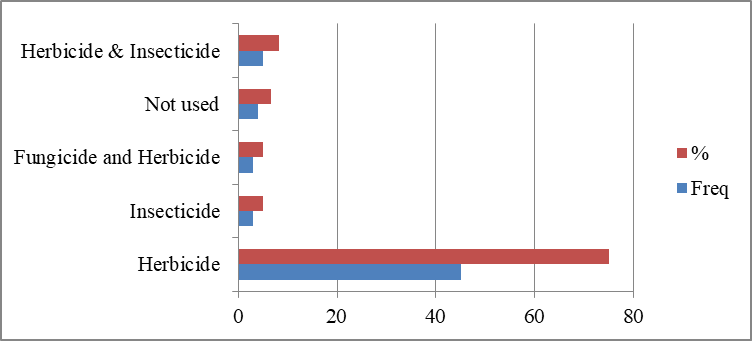 Herbicide & Insecticide
Not used
Fungicide and Herbicide
Insecticide
Herbicide
0 20 40 60 80
%
Freq